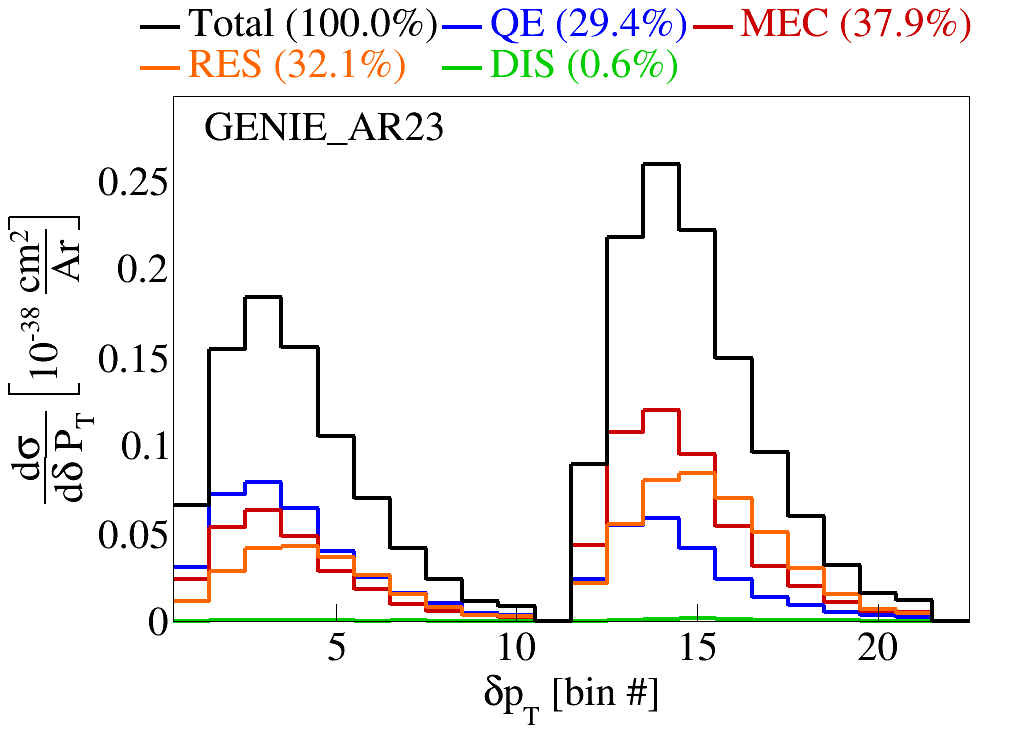 Total (100.0%) QE (29.4%) MEC (37.9%)
RES (32.1%) DIS (0.6%)
GENIE_AR23
0.25
0.2
0.15
0.1
0.05
0
5 10 15 20
δp_T [bin #]
dσ/dδ P_T [10^-38 cm^2/Ar]